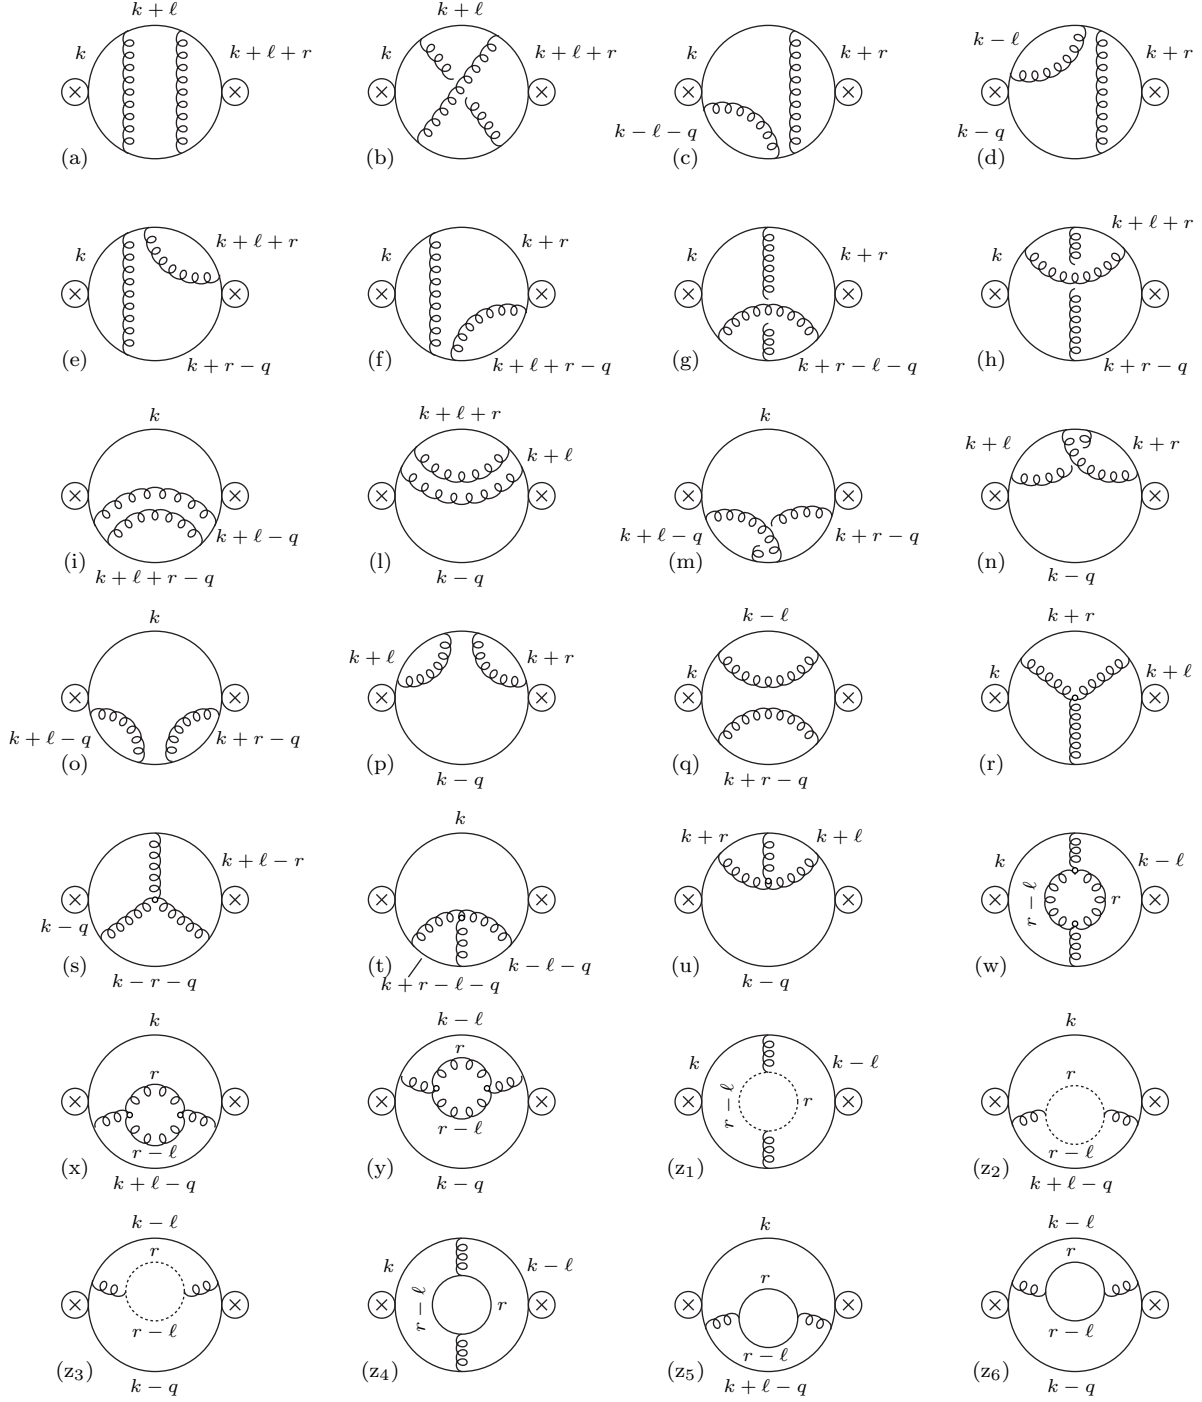 k + ℓ
k
k + ℓ + r
(a)
k + ℓ
k
k + ℓ + r
(b)
k
k + r
k − ℓ − q
(c)
k − ℓ
k + r
k − q
(d)
k
k + ℓ + r
(e)
k + r − q
k
k + r
(f)
k + ℓ + r − q
k
k + r
(g)
k + r − ℓ − q
k + ℓ + r
k
(h)
k + r − q
k
k + ℓ − q
(i)
k + ℓ + r − q
k + ℓ + r
k + ℓ
(l)
k − q
k
k + ℓ − q
k + r − q
(m)
k + ℓ
k + r
(n)
k − q
k
k + ℓ − q
k + r − q
(o)
k + ℓ
k + r
(p)
k − q
k − ℓ
k
(q)
k + r − q
k + r
k
k + ℓ
(r)
k + ℓ − r
k − q
(s)
k − r − q
k
(t)
k − ℓ − q
k + r − ℓ − q
k + r
k + ℓ
(u)
k − q
k
k − ℓ
r − ℓ
r
(w)
k
r
r − ℓ
(x)
k + ℓ − q
k − ℓ
r
r − ℓ
(y)
k − q
k
k − ℓ
r − ℓ
r
(z₁)
k
r
r − ℓ
(z₂)
k + ℓ − q
k − ℓ
r
r − ℓ
(z₃)
k − q
k
k − ℓ
r − ℓ
r
(z₄)
k
r
r − ℓ
(z₅)
k + ℓ − q
k − ℓ
r
r − ℓ
(z₆)
k − q